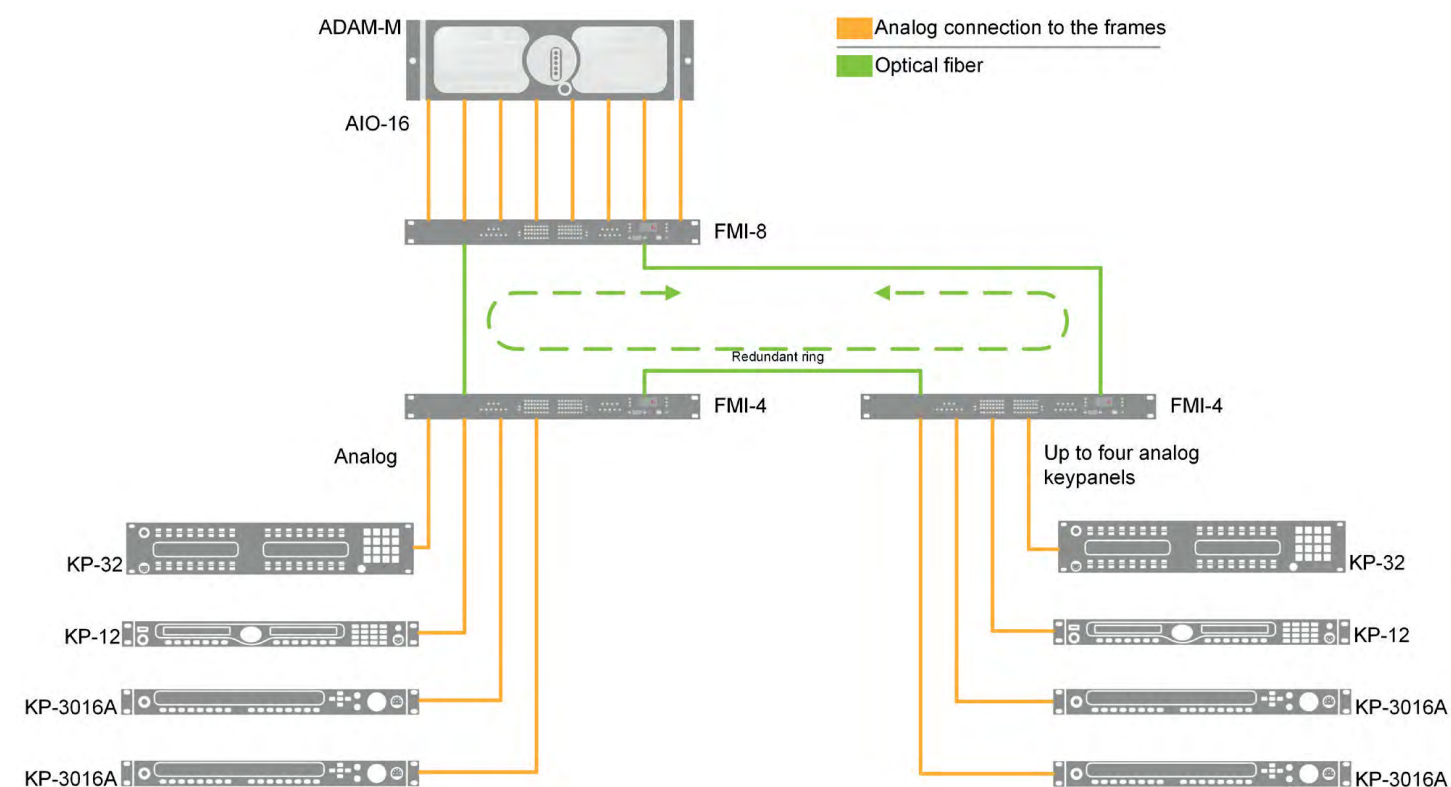 ADAM-M
Analog connection to the frames
Optical fiber
AIO-16
FMI-8
Redundant ring
FMI-4
FMI-4
Analog
Up to four analog
keypanels
KP-32
KP-32
KP-12
KP-12
KP-3016A
KP-3016A
KP-3016A
KP-3016A